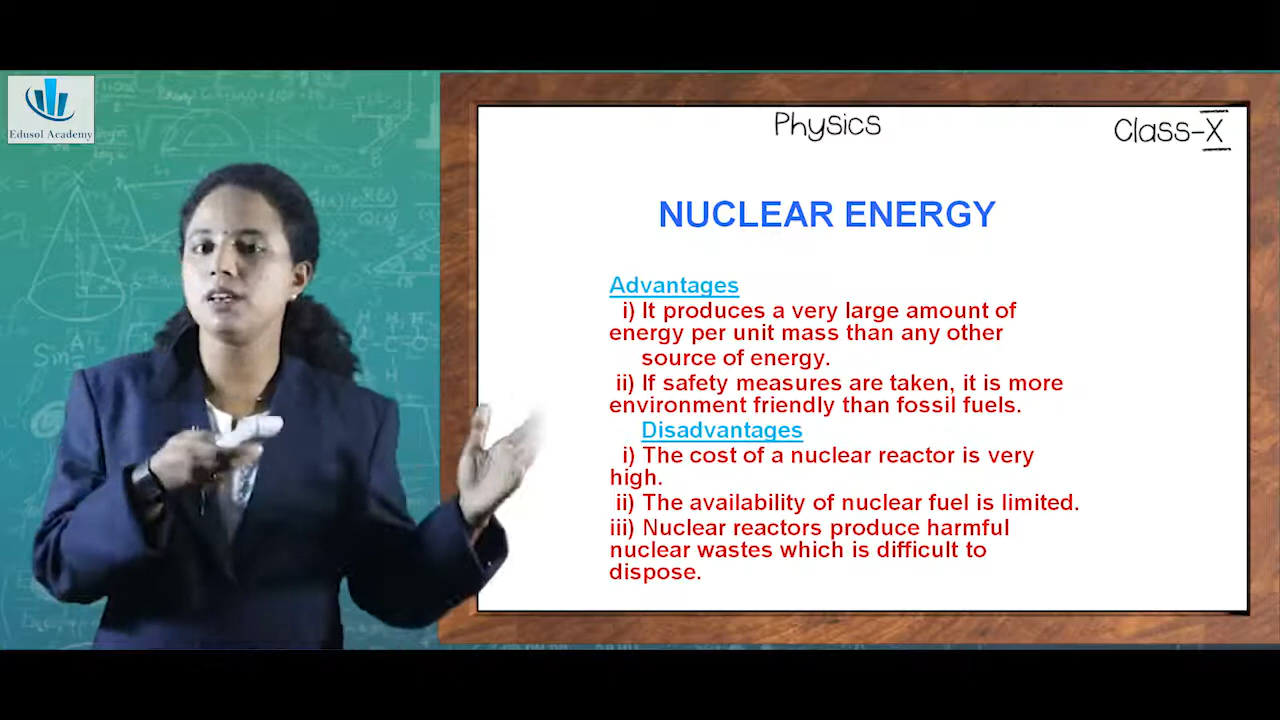 Edusol Academy
Physics
Class-X
NUCLEAR ENERGY
Advantages
i) It produces a very large amount of
energy per unit mass than any other
source of energy.
ii) If safety measures are taken, it is more
environment friendly than fossil fuels.
Disadvantages
i) The cost of a nuclear reactor is very
high.
ii) The availability of nuclear fuel is limited.
iii) Nuclear reactors produce harmful
nuclear wastes which is difficult to
dispose.